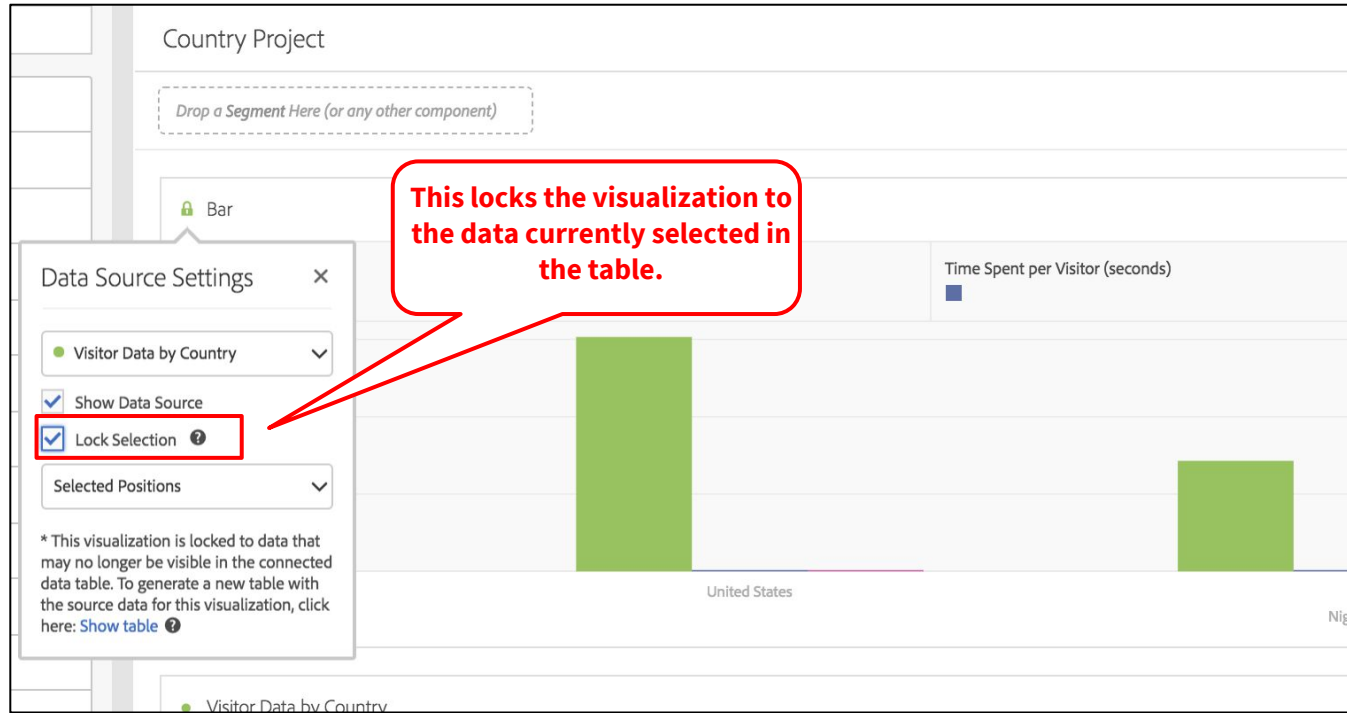 Country Project
Drop a Segment Here (or any other component)
Bar
This locks the visualization to
the data currently selected in
the table.
Time Spent per Visitor (seconds)
Data Source Settings
Visitor Data by Country
Show Data Source
Lock Selection
Selected Positions
* This visualization is locked to data that
may no longer be visible in the connected
data table. To generate a new table with
the source data for this visualization, click
here: Show table
United States
Nig
Visitor Data by Country